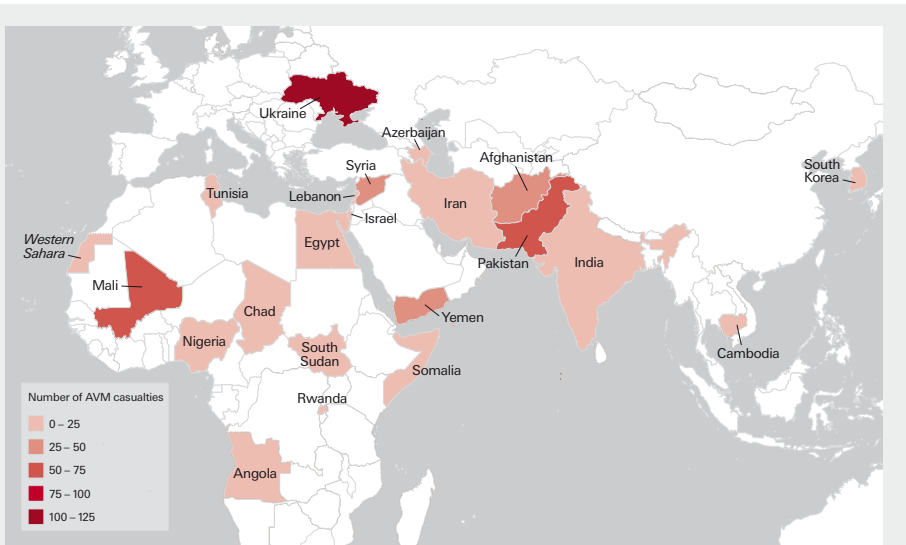 Ukraine
Azerbaijan
Afghanistan
Syria
South
Korea
Tunisia
Lebanon
Iran
Israel
Western
Sahara
Egypt
Pakistan
India
Mali
Chad
Yemen
Nigeria
South
Sudan
Cambodia
Somalia
Rwanda
Angola
Number of AVM casualties
0 – 25
25 – 50
50 – 75
75 – 100
100 – 125